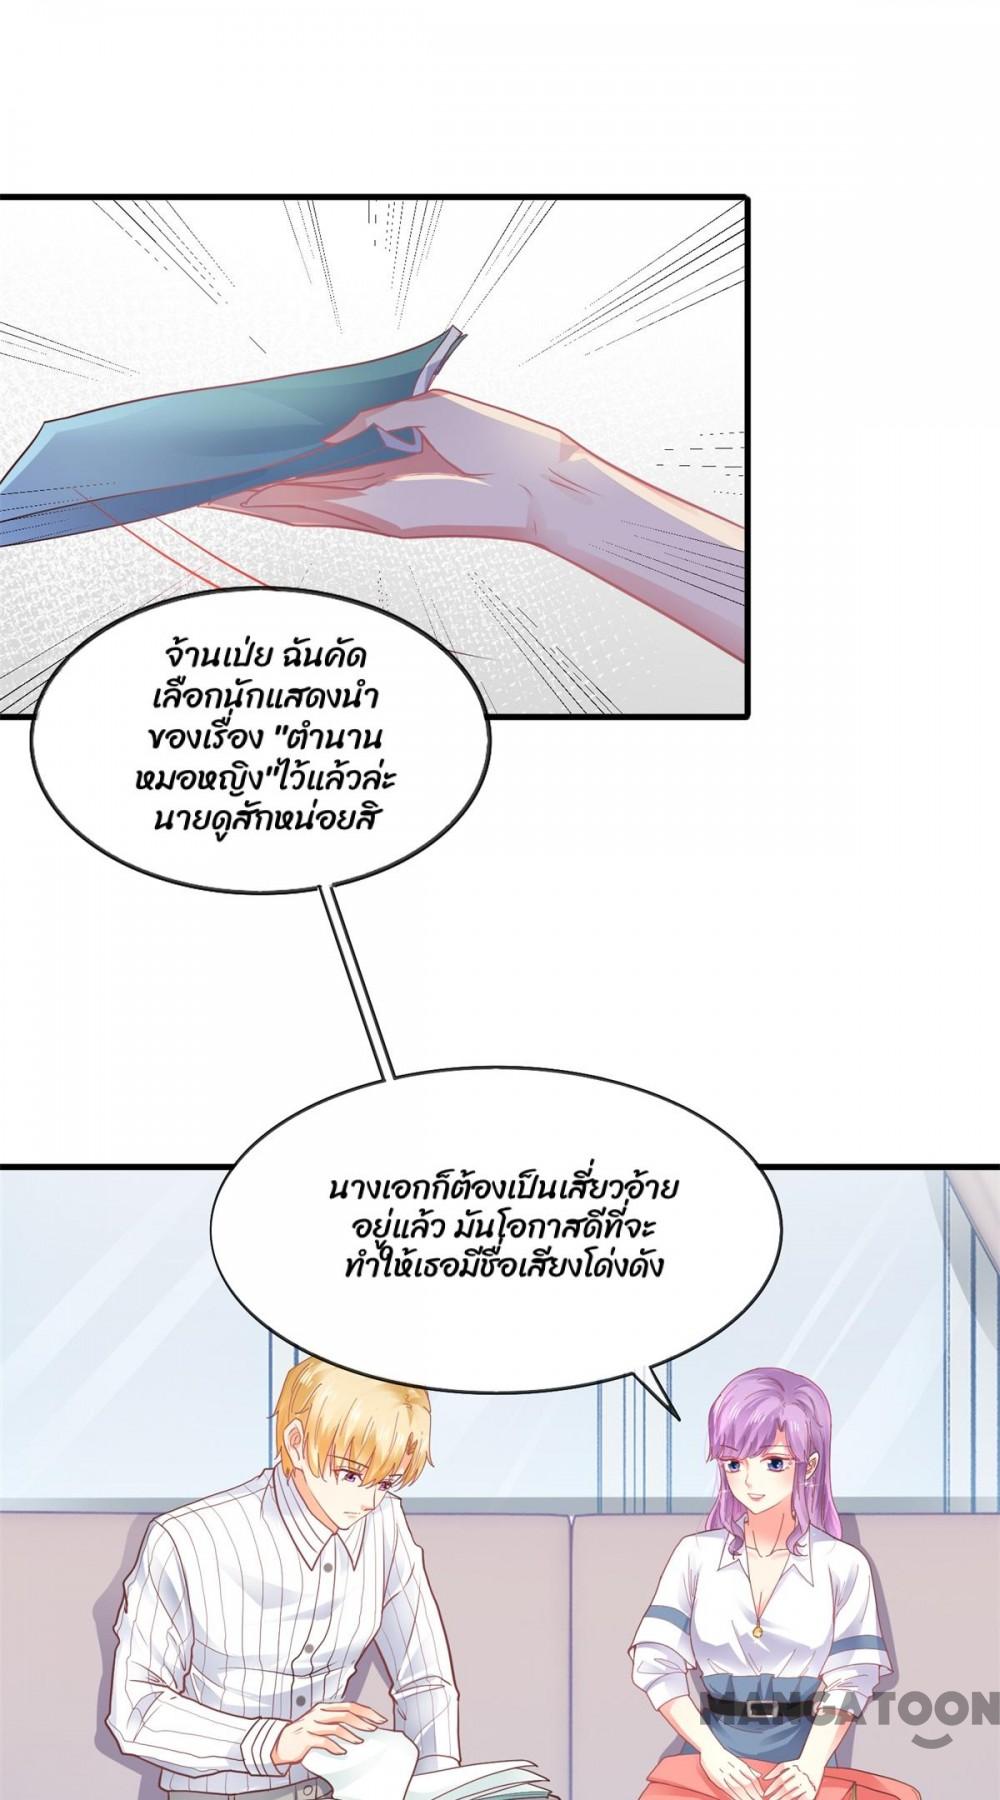 จ้านเป่ย ฉันคัด
เลือกนักแสดงนำ
ของเรื่อง "ตำนาน
หมอหญิง"ไว้แล้วล่ะ
นายดูสักหน่อยสิ
นางเอกก็ต้องเป็นเสี่ยวอ้าย
อยู่แล้ว มันโอกาสดีที่จะ
ทำให้เธอมีชื่อเสียงโด่งดัง
MANGATOON